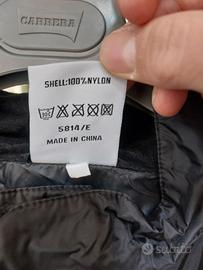 CARRERA
SHELL:100%NYLON
5814/E
MADE IN CHINA
subito